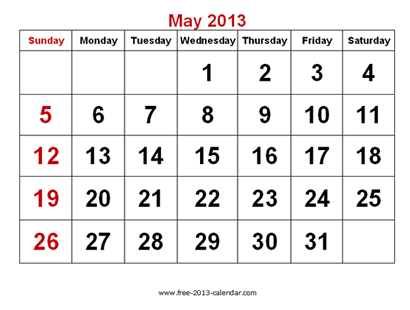 May 2013
Sunday Monday Tuesday Wednesday Thursday Friday Saturday
1 2 3 4
5 6 7 8 9 10 11
12 13 14 15 16 17 18
19 20 21 22 23 24 25
26 27 28 29 30 31
www.free-2013-calendar.com